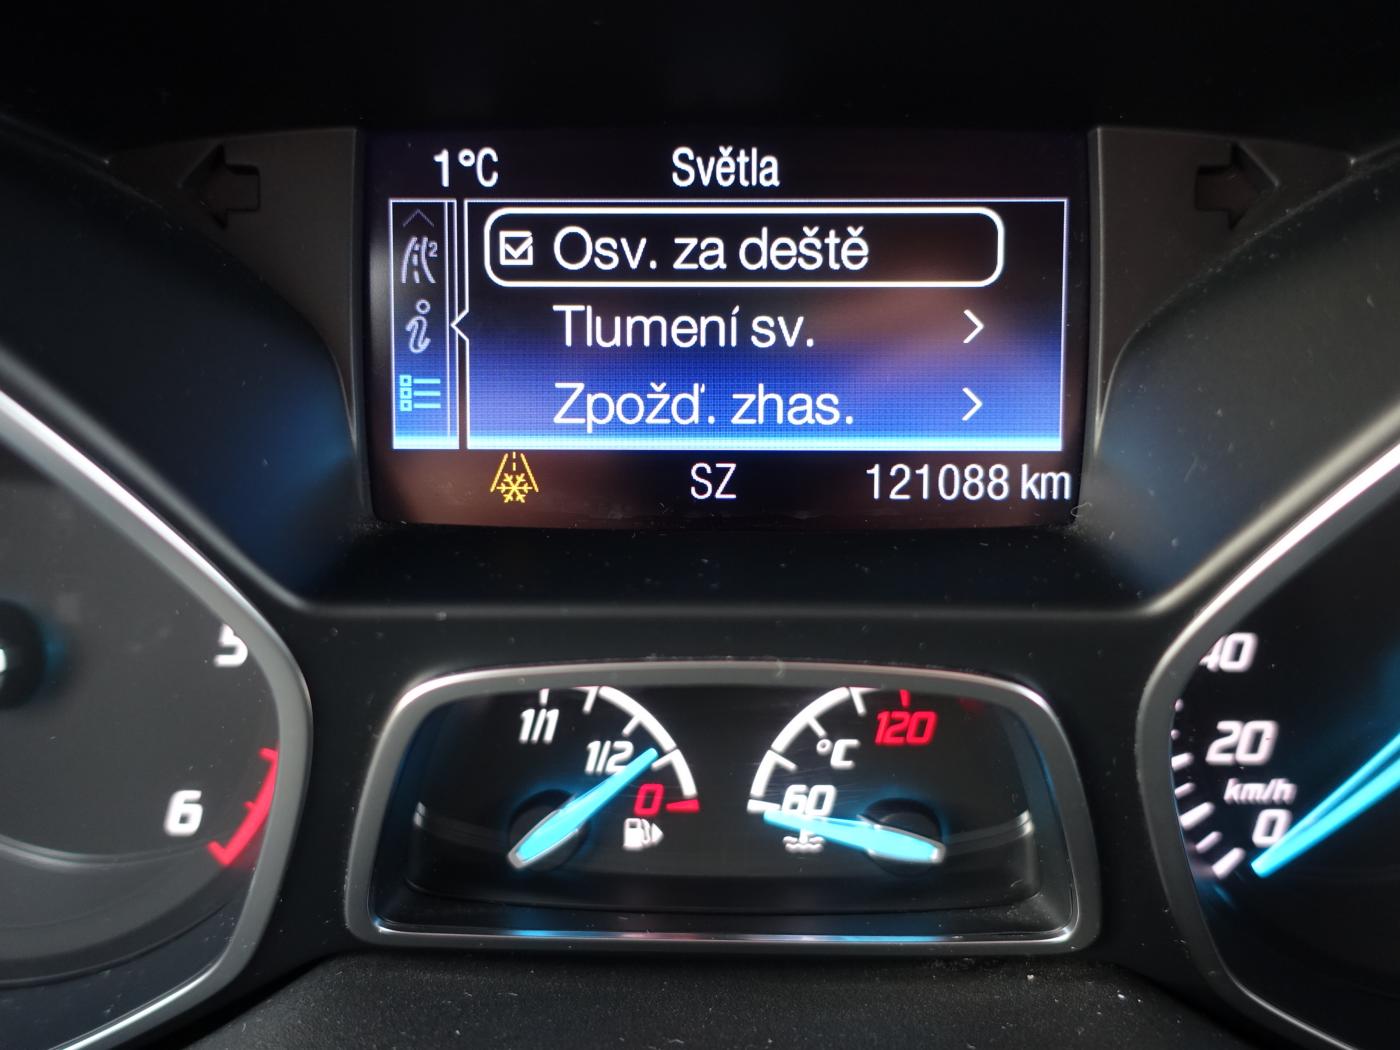 1°C Světla
Osv. za deště
Tlumení sv.
Zpožď. zhas.
SZ 121088 km
5
6
1/1
1/2
0
°C
120
60
40
20
km/h
0